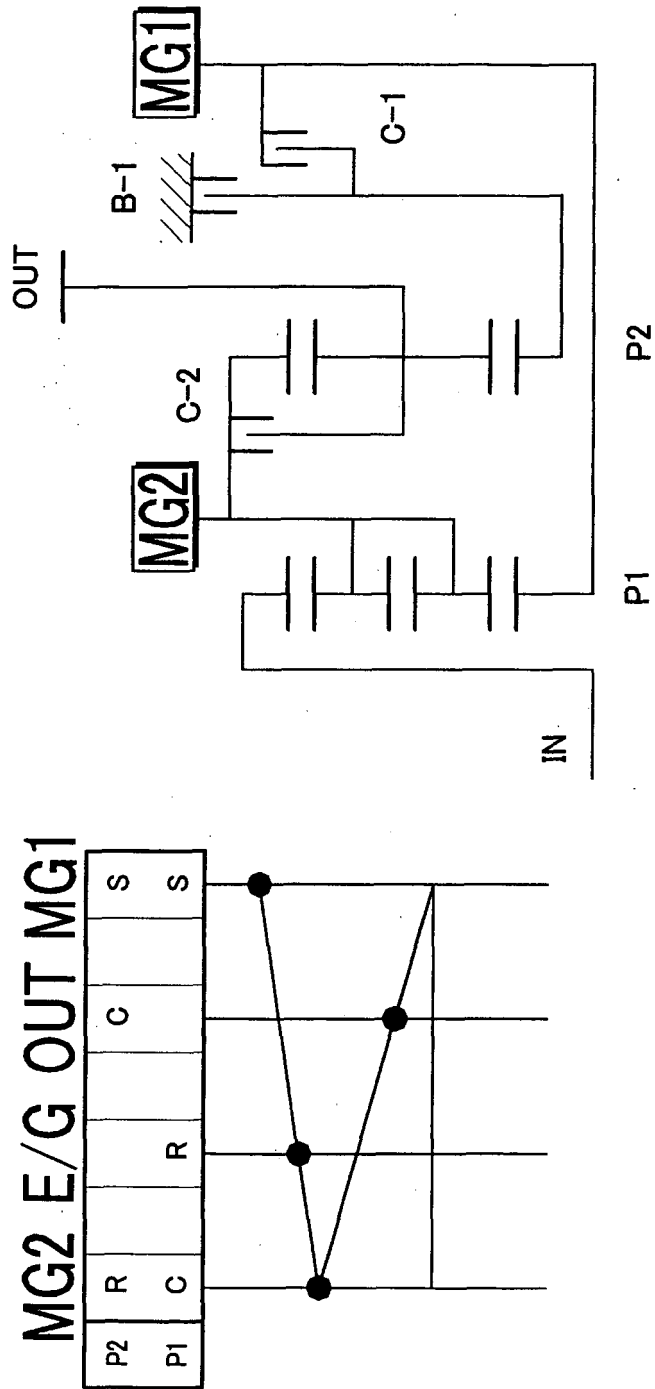 MG2 E/G OUT MG1
P2 R C S
P1 C R S
OUT
B-1
MG1
C-2
C-1
MG2
IN
P1
P2